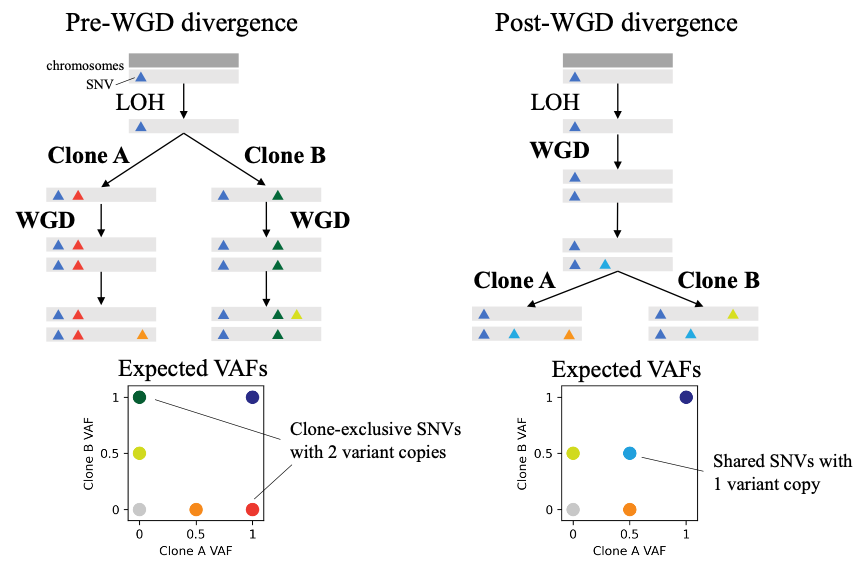 Pre-WGD divergence
chromosomes
SNV
LOH
Clone A
Clone B
WGD
WGD
Expected VAFs
1
0.5
0
Clone B VAF
0
0.5
1
Clone A VAF
Clone-exclusive SNVs
with 2 variant copies
Post-WGD divergence
LOH
WGD
Clone A
Clone B
Expected VAFs
1
0.5
0
Clone B VAF
0
0.5
1
Clone A VAF
Shared SNVs with
1 variant copy